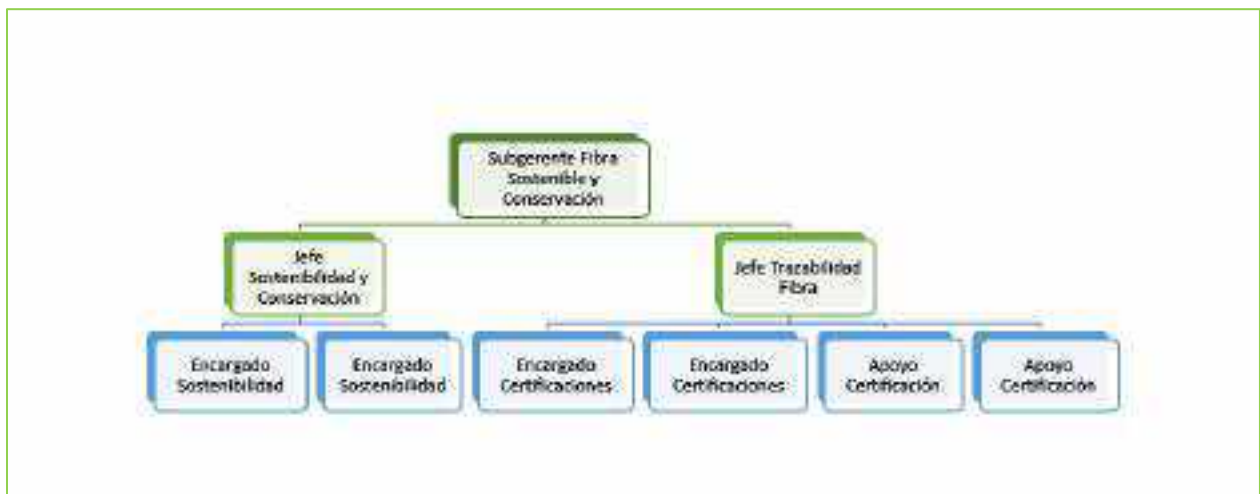 Subgerente Fibra
Sostenible y
Conservación
Jefe
Sostenibilidad y
Conservación
Jefe Trazabilidad
Fibra
Encargado
Sostenibilidad
Encargado
Sostenibilidad
Encargado
Certificaciones
Encargado
Certificaciones
Apoyo
Certificación
Apoyo
Certificación